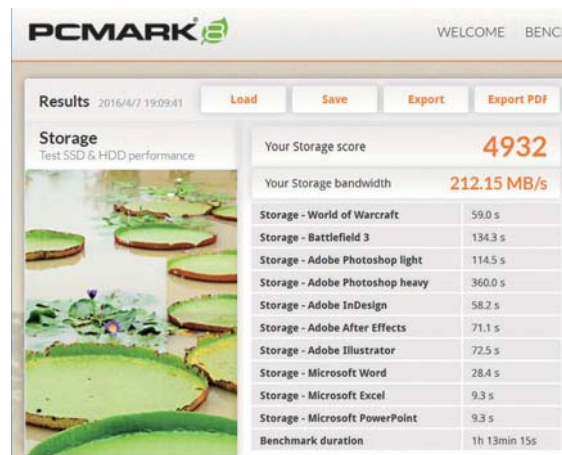 PCMARK 8
WELCOME BENC
Results 2016/4/7 19:09:41 Load Save Export Export PDF
Storage
Test SSD & HDD performance
Your Storage score 4932
Your Storage bandwidth 212.15 MB/s
Storage - World of Warcraft 59.0 s
Storage - Battlefield 3 134.3 s
Storage - Adobe Photoshop light 114.5 s
Storage - Adobe Photoshop heavy 360.0 s
Storage - Adobe InDesign 58.2 s
Storage - Adobe After Effects 71.1 s
Storage - Adobe Illustrator 72.5 s
Storage - Microsoft Word 28.4 s
Storage - Microsoft Excel 9.3 s
Storage - Microsoft PowerPoint 9.3 s
Benchmark duration 1h 13min 15s